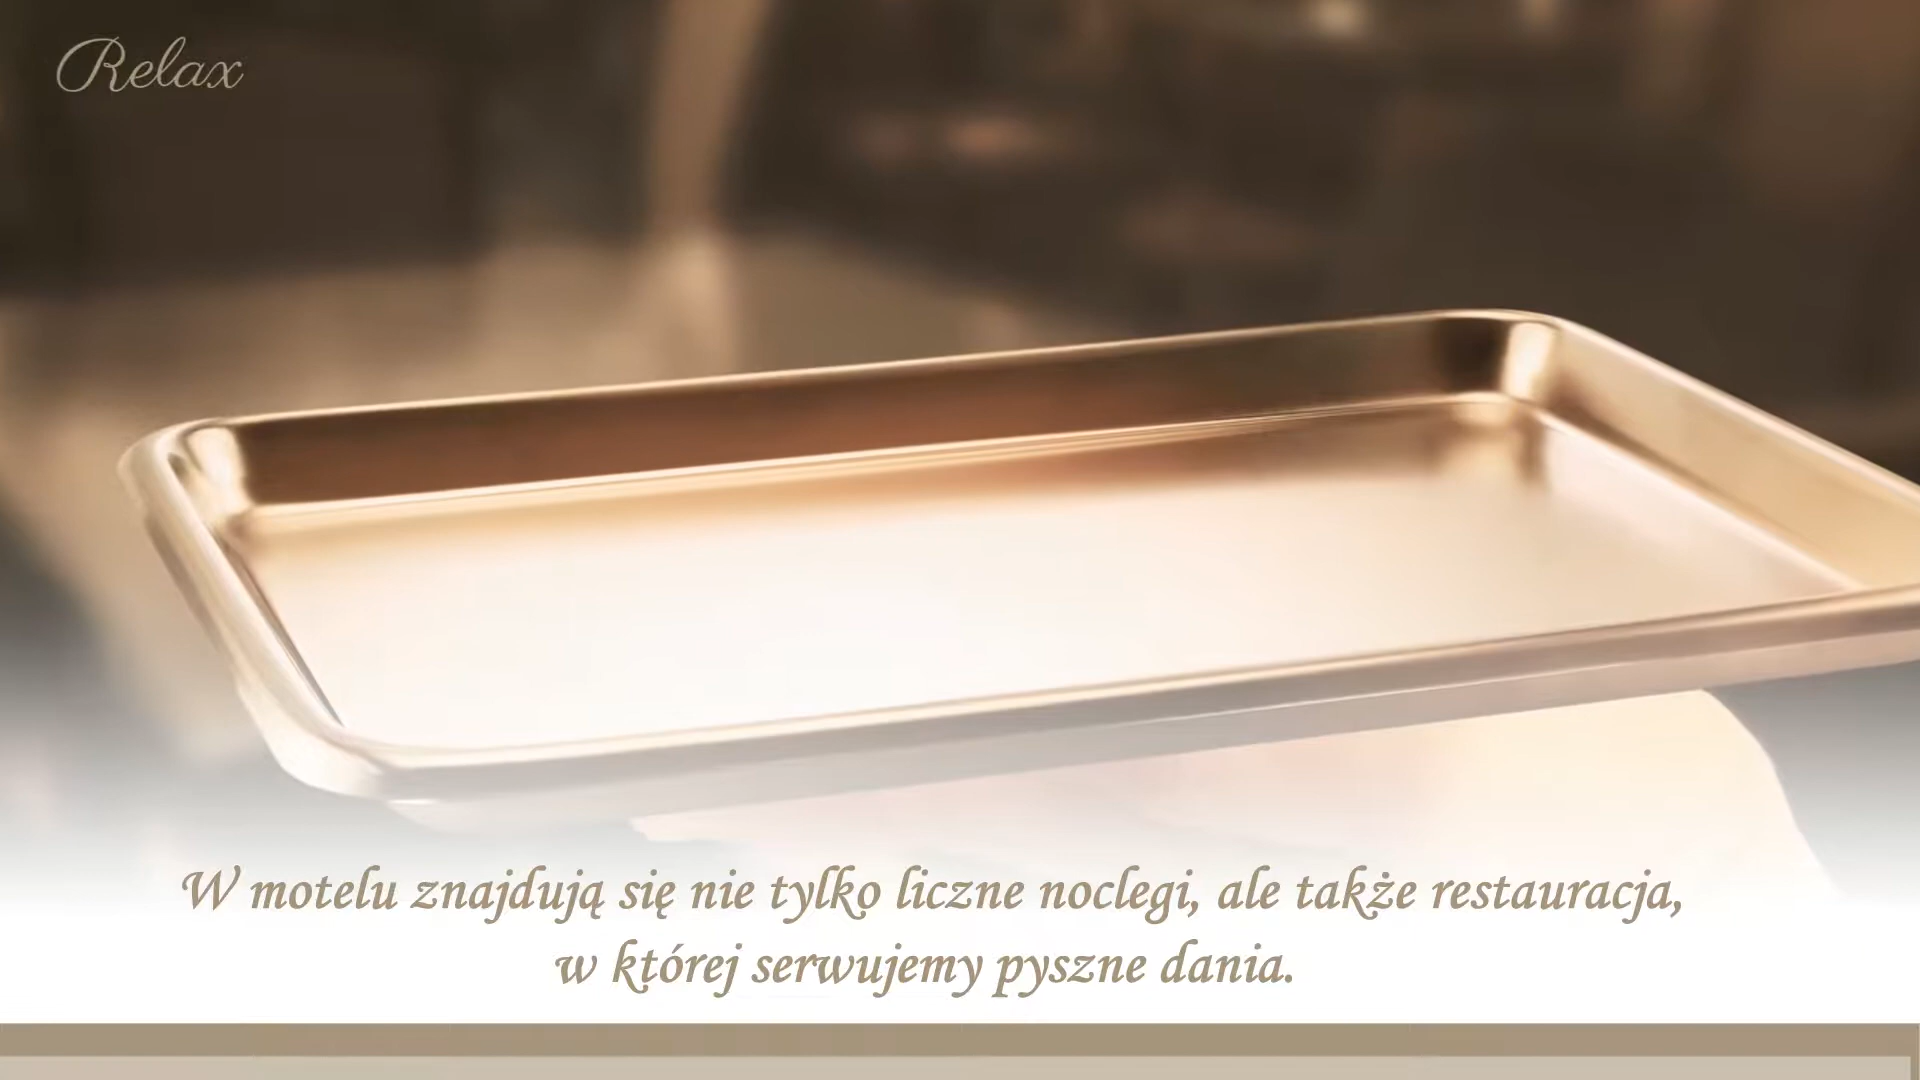 Relax
W motelu znajdują się nie tylko liczne noclegi, ale także restauracja,
w której serwujemy pyszne dania.